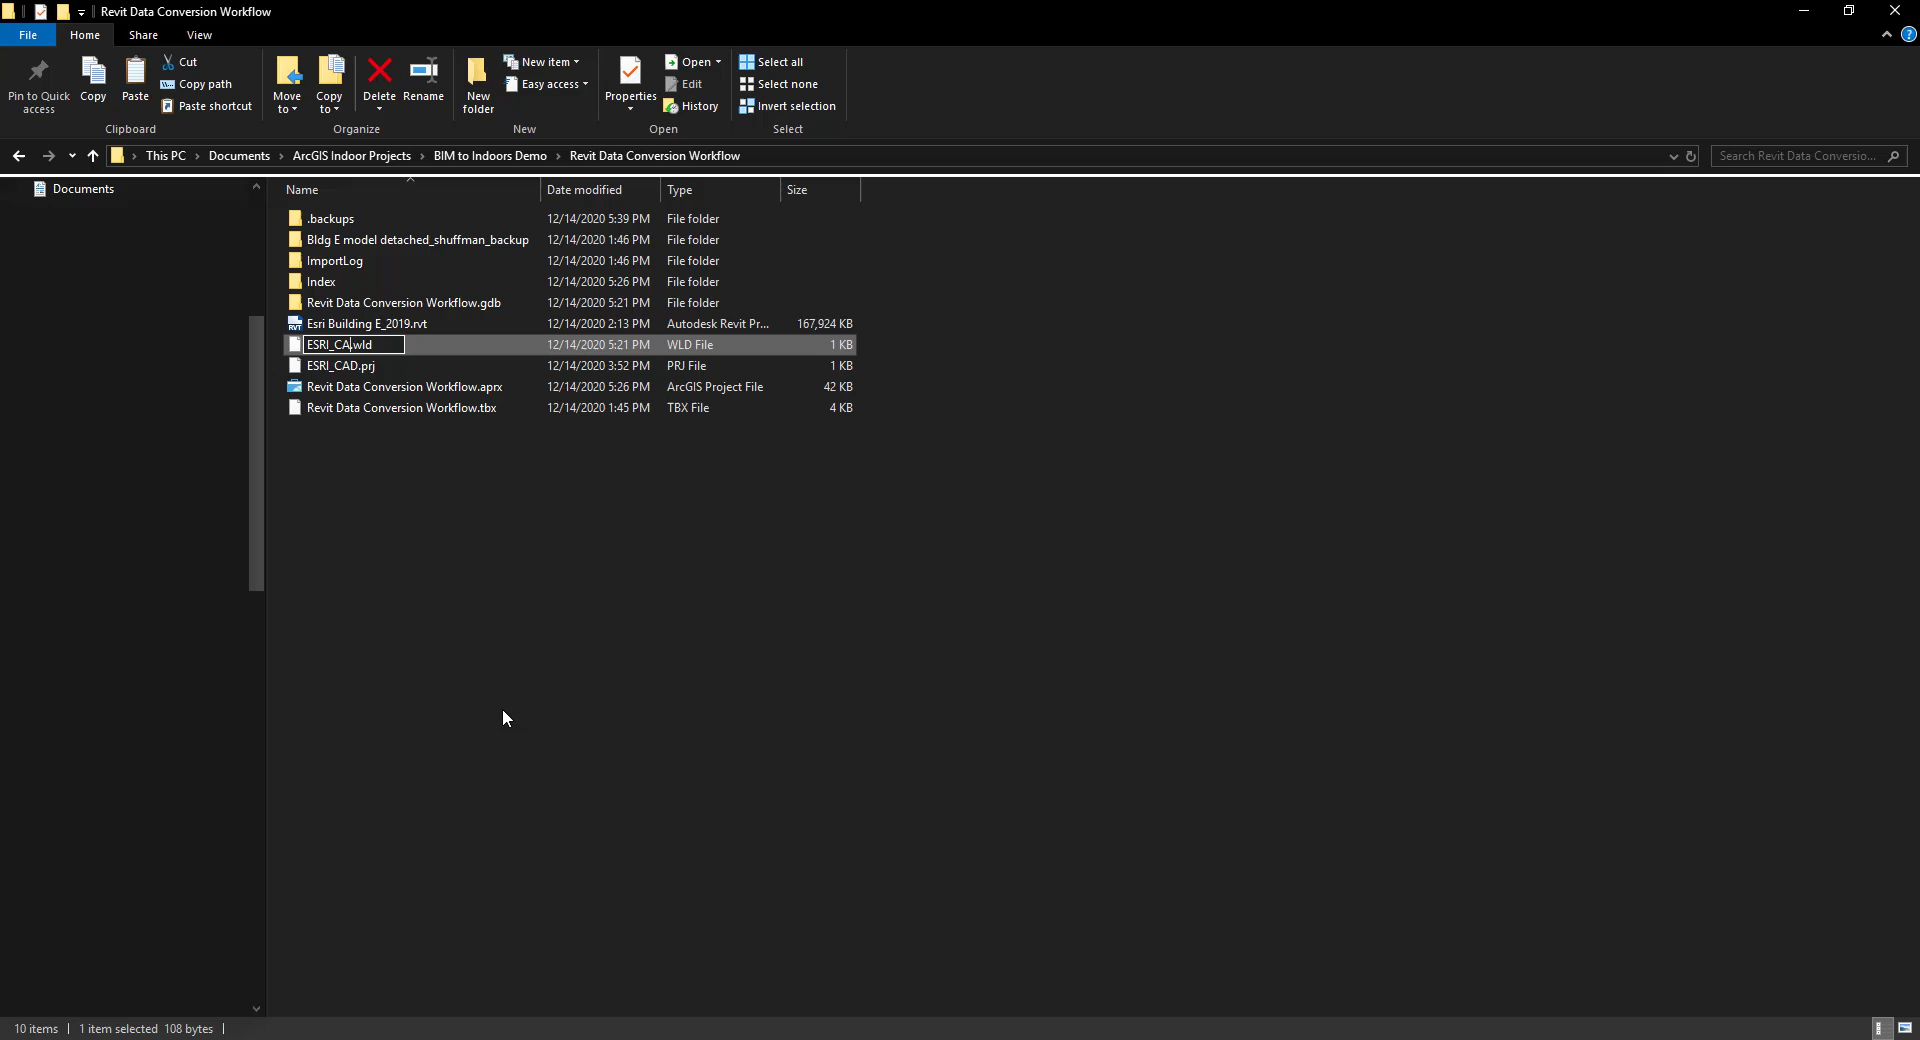 Revit Data Conversion Workflow
File Home Share View
Pin to Quick access
Copy
Paste
Cut
Copy path
Paste shortcut
Clipboard
Move to
Copy to
Delete
Rename
Organize
New folder
New item
Easy access
New
Properties
Open
Edit
History
Open
Select all
Select none
Invert selection
Select
This PC > Documents > ArcGIS Indoor Projects > BIM to Indoors Demo > Revit Data Conversion Workflow
Search Revit Data Conversio...
Documents
Name Date modified Type Size
.backups 12/14/2020 5:39 PM File folder
Bldg E model detached_shuffman_backup 12/14/2020 1:46 PM File folder
ImportLog 12/14/2020 1:46 PM File folder
Index 12/14/2020 5:26 PM File folder
Revit Data Conversion Workflow.gdb 12/14/2020 5:21 PM File folder
RVT Esri Building E_2019.rvt 12/14/2020 2:13 PM Autodesk Revit Pr... 167,924 KB
ESRI_CA.wld 12/14/2020 5:21 PM WLD File 1 KB
ESRI_CAD.prj 12/14/2020 3:52 PM PRJ File 1 KB
Revit Data Conversion Workflow.aprx 12/14/2020 5:26 PM ArcGIS Project File 42 KB
Revit Data Conversion Workflow.tbx 12/14/2020 1:45 PM TBX File 4 KB
10 items 1 item selected 108 bytes